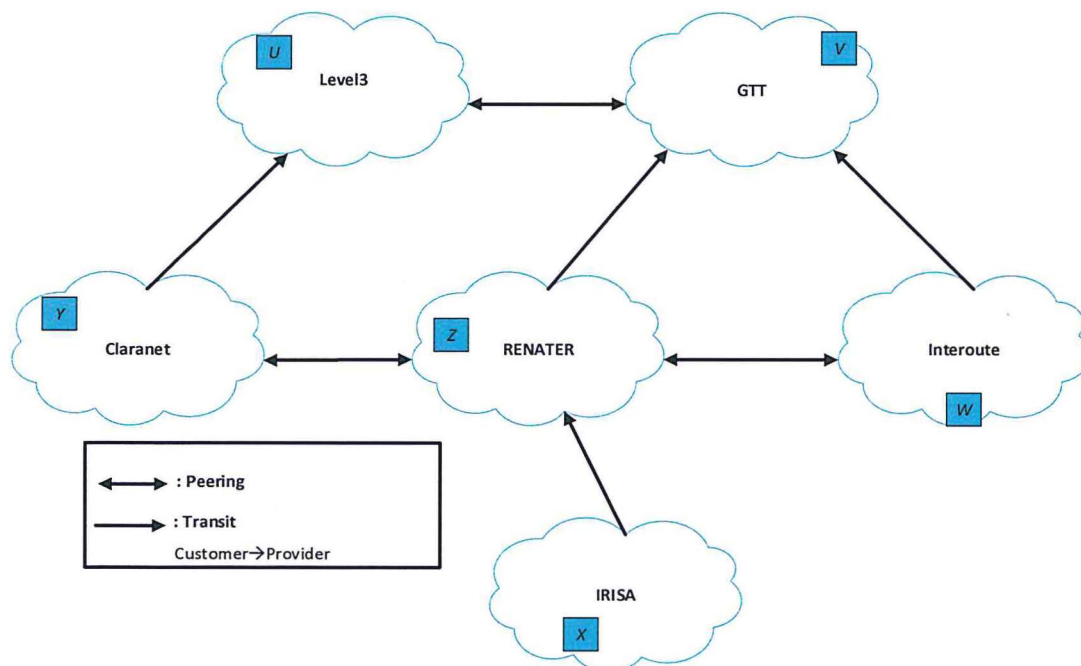 U
Level3
V
GTT
Y
Claranet
Z
RENATER
Interoute
W
: Peering
: Transit
Customer→Provider
IRISA
X